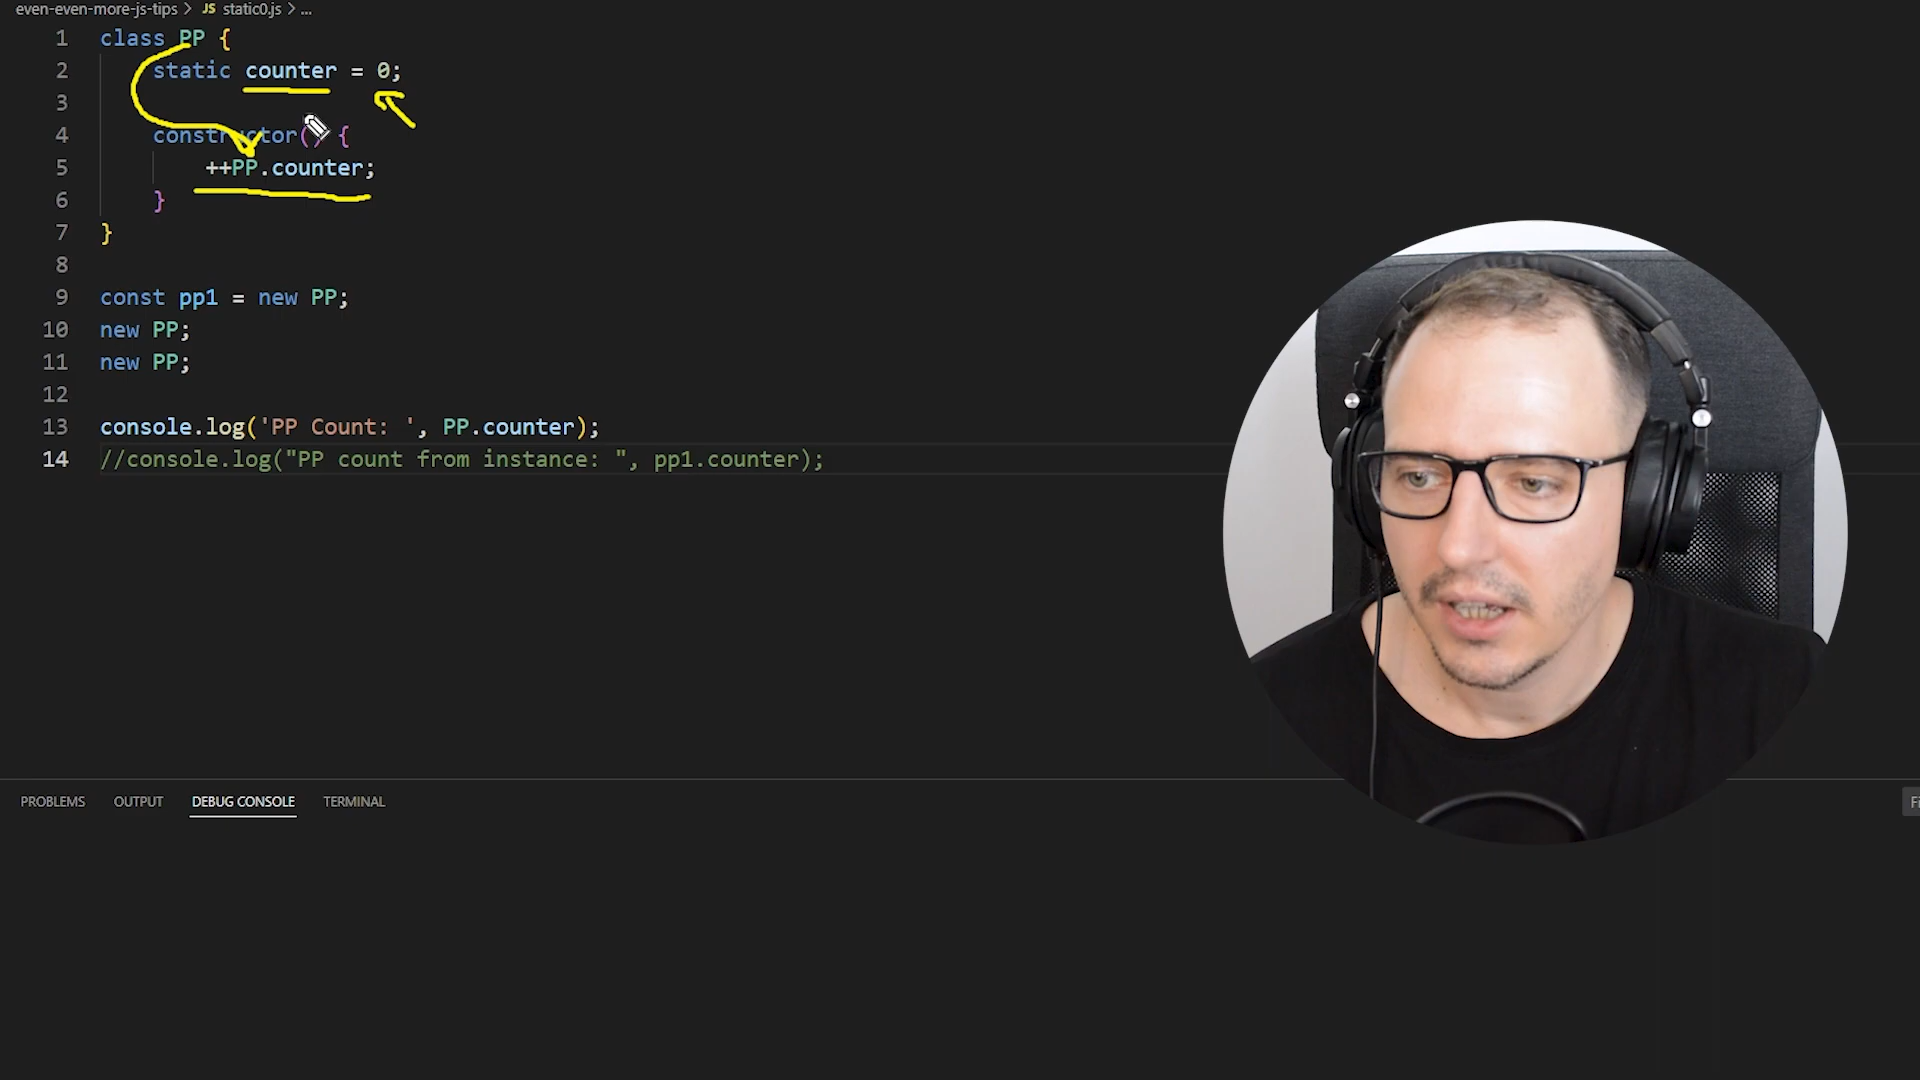 even-even-more-js-tips > JS static0.js > ...
1 class PP {
2 static counter = 0;
3
4 constructor() {
5 ++PP.counter;
6 }
7 }
8
9 const pp1 = new PP;
10 new PP;
11 new PP;
12
13 console.log('PP Count: ', PP.counter);
14 //console.log("PP count from instance: ", pp1.counter);
PROBLEMS OUTPUT DEBUG CONSOLE TERMINAL Fi